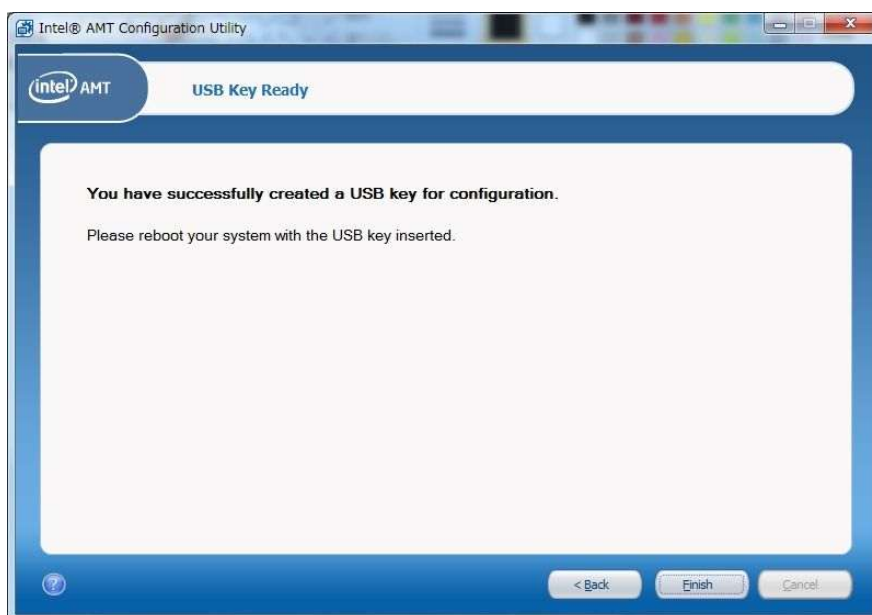 Intel® AMT Configuration Utility
intel AMT
USB Key Ready
You have successfully created a USB key for configuration.
Please reboot your system with the USB key inserted.
?
< Back
Finish
Cancel